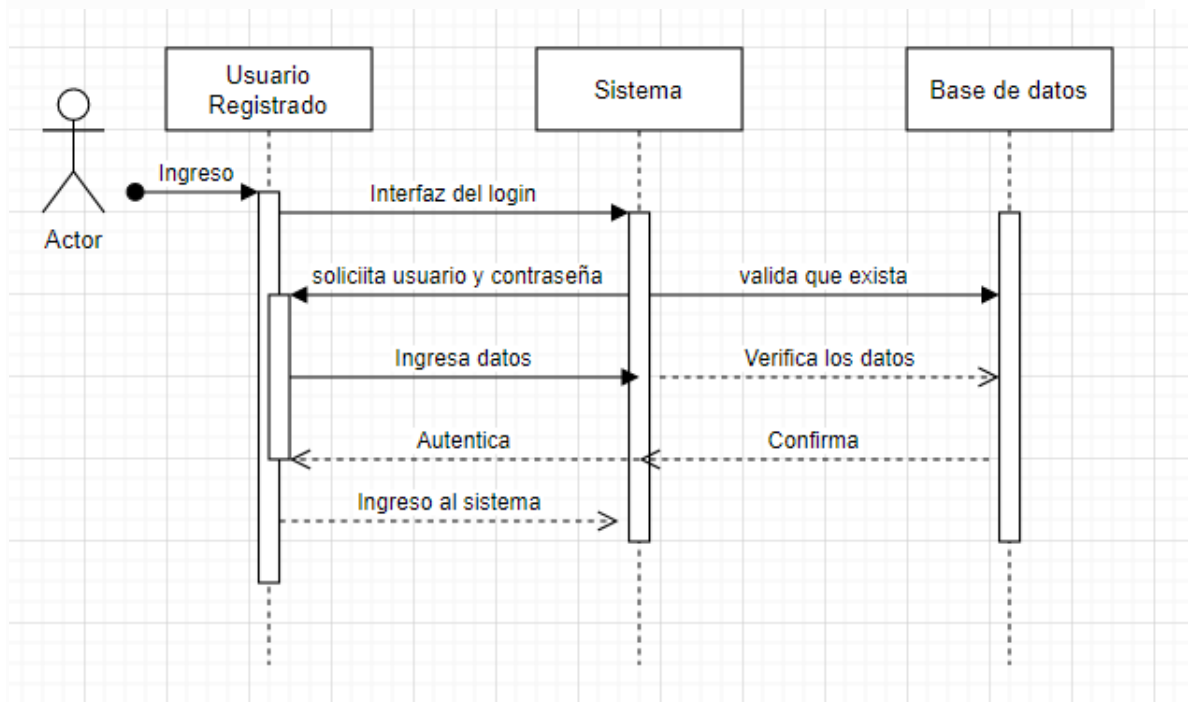 Usuario
Registrado
Sistema
Base de datos
Ingreso
Interfaz del login
Actor
soliciita usuario y contraseña
valida que exista
Ingresa datos
Verifica los datos
Autentica
Confirma
Ingreso al sistema